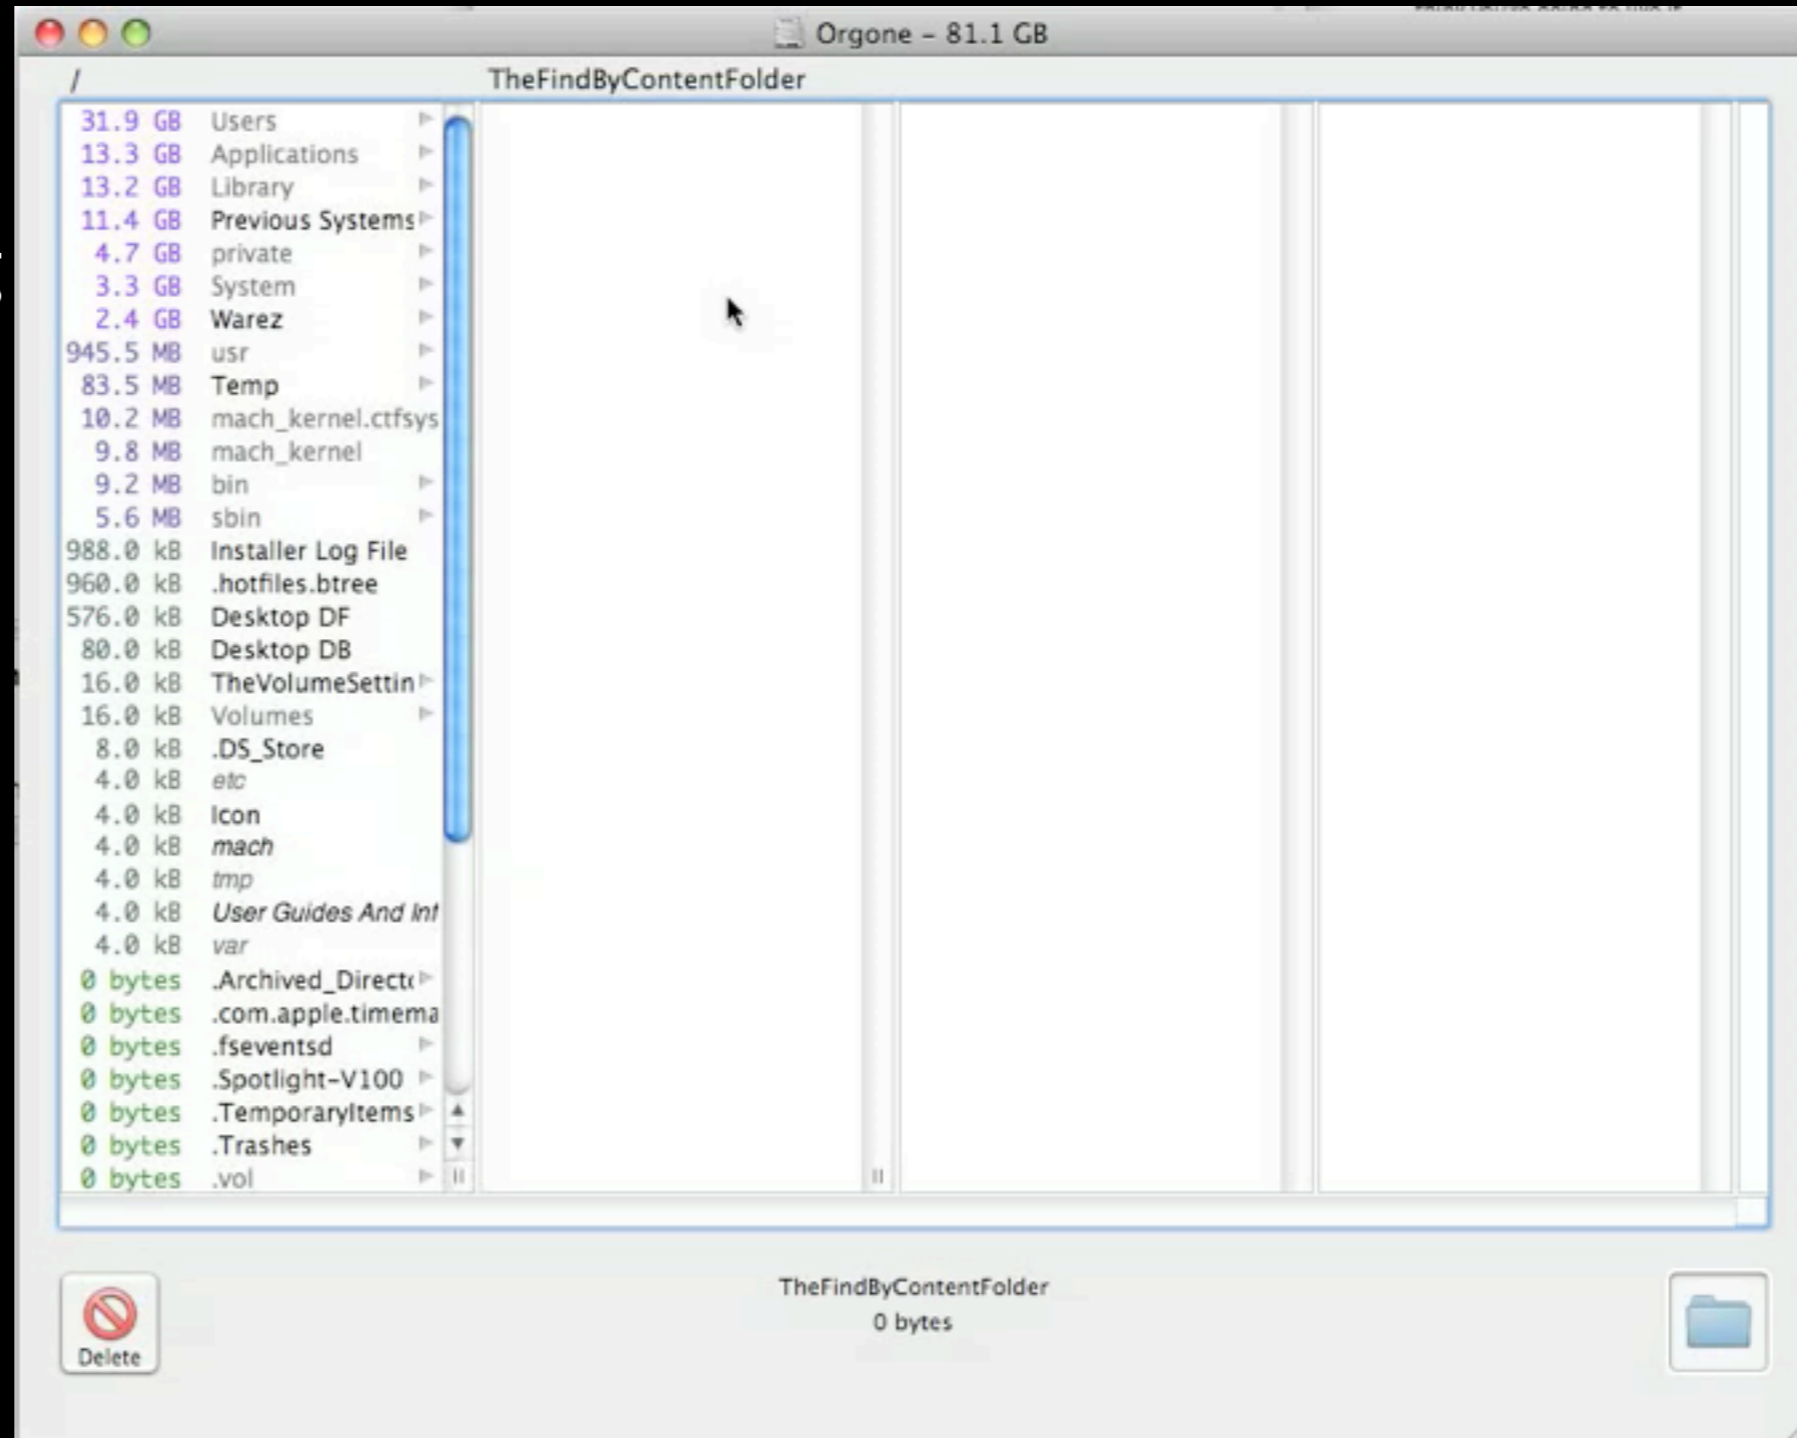 Orgone – 81.1 GB
/ TheFindByContentFolder
31.9 GB Users
13.3 GB Applications
13.2 GB Library
11.4 GB Previous Systems
4.7 GB private
3.3 GB System
2.4 GB Warez
945.5 MB usr
83.5 MB Temp
10.2 MB mach_kernel.ctfsys
9.8 MB mach_kernel
9.2 MB bin
5.6 MB sbin
988.0 kB Installer Log File
960.0 kB .hotfiles.btree
576.0 kB Desktop DF
80.0 kB Desktop DB
16.0 kB TheVolumeSettin
16.0 kB Volumes
8.0 kB .DS_Store
4.0 kB etc
4.0 kB Icon
4.0 kB mach
4.0 kB tmp
4.0 kB User Guides And Inf
4.0 kB var
0 bytes .Archived_Direct
0 bytes .com.apple.timema
0 bytes .fseventsd
0 bytes .Spotlight-V100
0 bytes .TemporaryItems
0 bytes .Trashes
0 bytes .vol
TheFindByContentFolder
0 bytes
Delete